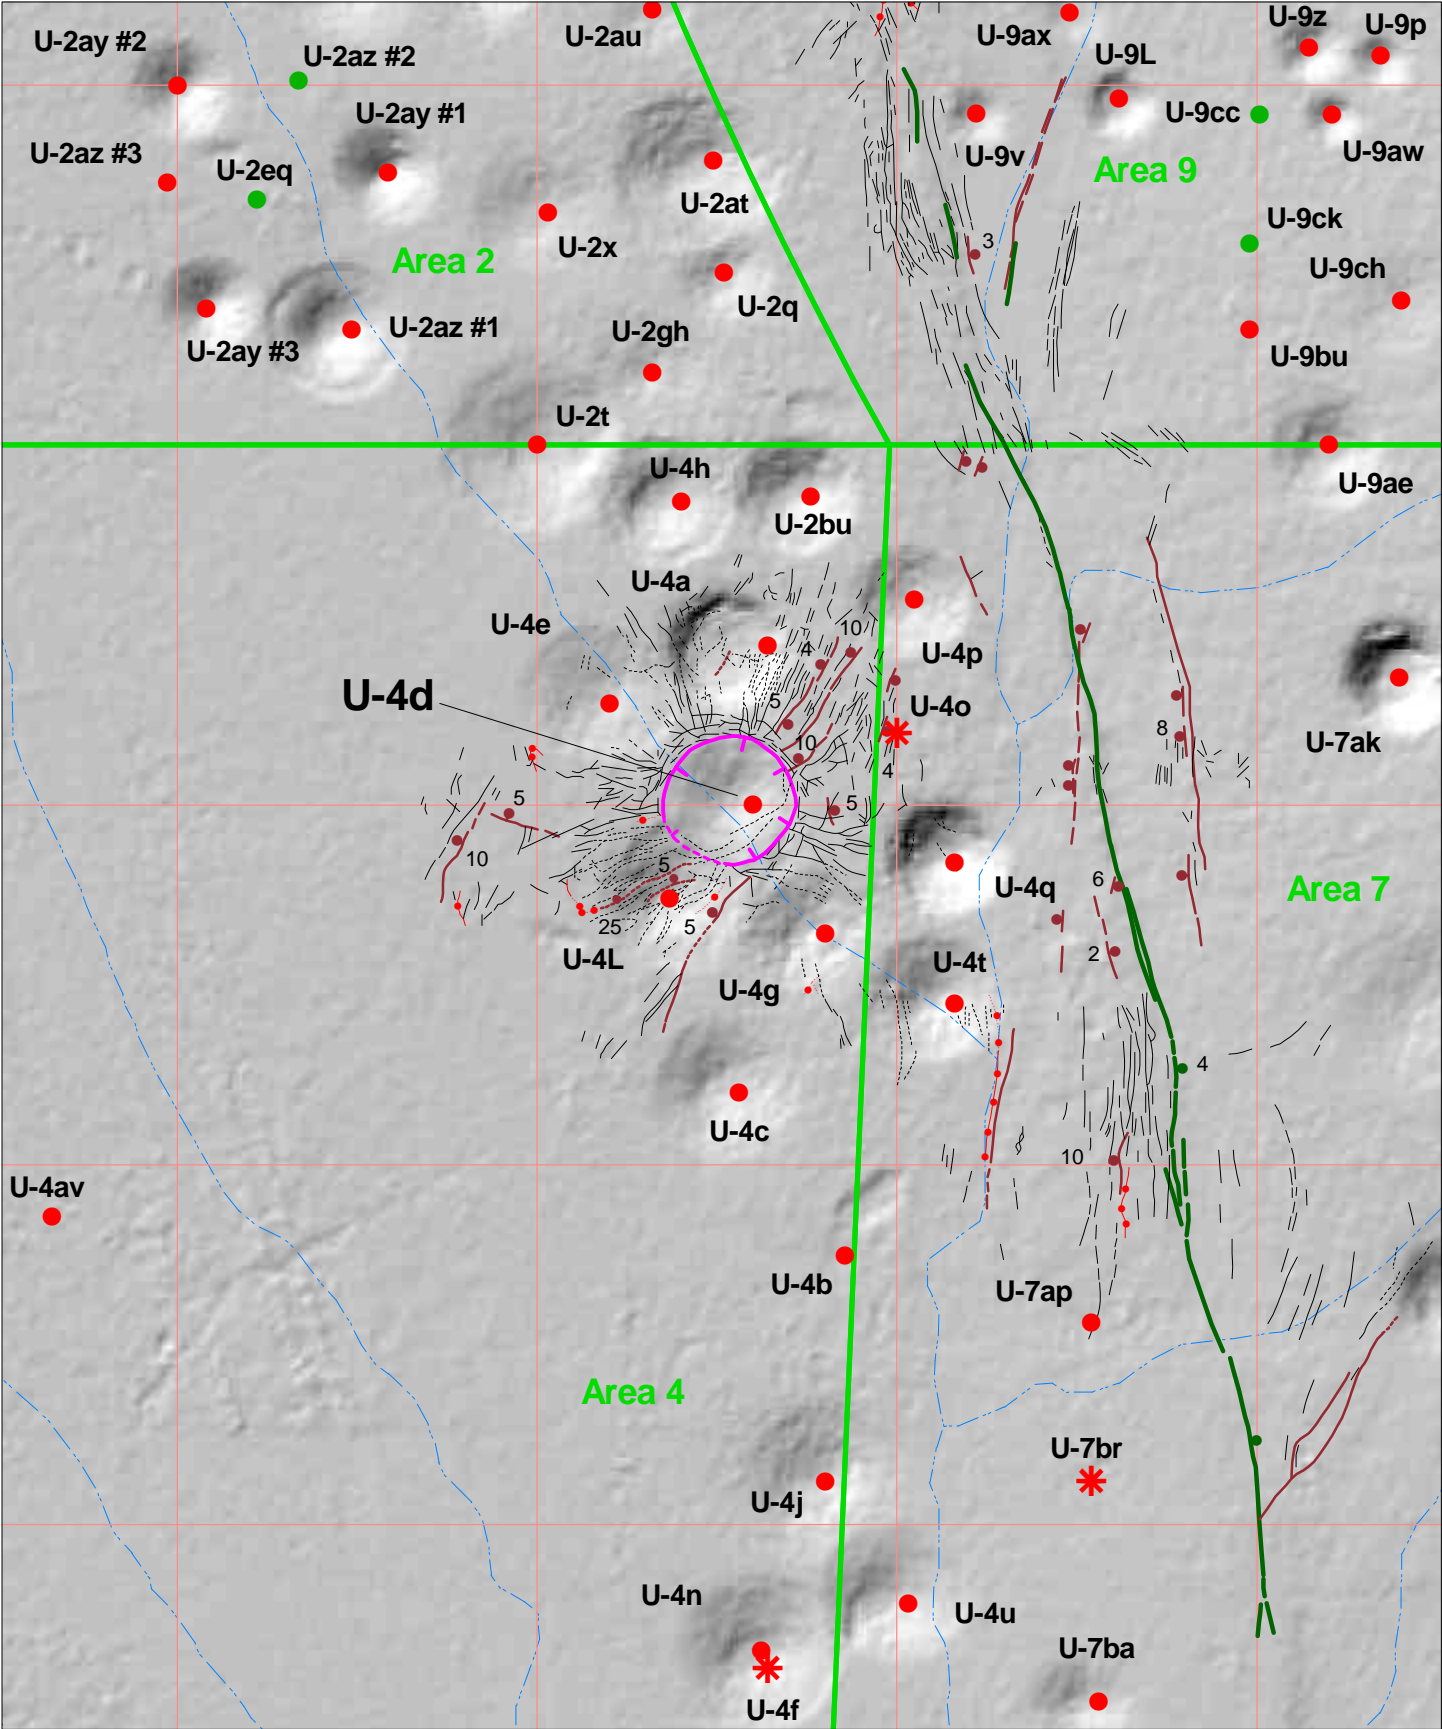 U-2au
U-9ax
U-9z
U-9p
U-2ay #2
U-2az #2
U-9L
U-2ay #1
U-9cc
U-9aw
U-2az #3
U-2eq
U-9v
Area 9
U-2at
U-9ck
U-2x
3
Area 2
U-9ch
U-2q
U-2az #1
U-2gh
U-2ay #3
U-9bu
U-2t
U-4h
U-9ae
U-2bu
U-4a
U-4e
10
4
U-4p
U-4d
5
U-4o
8
U-7ak
10
4
5
5
10
5
6
U-4q
Area 7
25
5
2
U-4L
U-4g
U-4t
4
U-4c
10
U-4av
U-4b
U-7ap
Area 4
U-7br
U-4j
U-4n
U-4u
U-7ba
U-4f